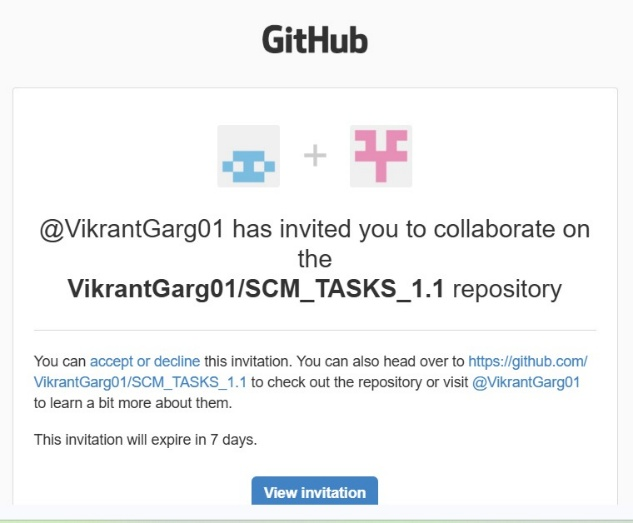 GitHub
+
@VikrantGarg01 has invited you to collaborate on
the
VikrantGarg01/SCM_TASKS_1.1 repository
You can accept or decline this invitation. You can also head over to https://github.com/
VikrantGarg01/SCM_TASKS_1.1 to check out the repository or visit @VikrantGarg01
to learn a bit more about them.
This invitation will expire in 7 days.
View invitation